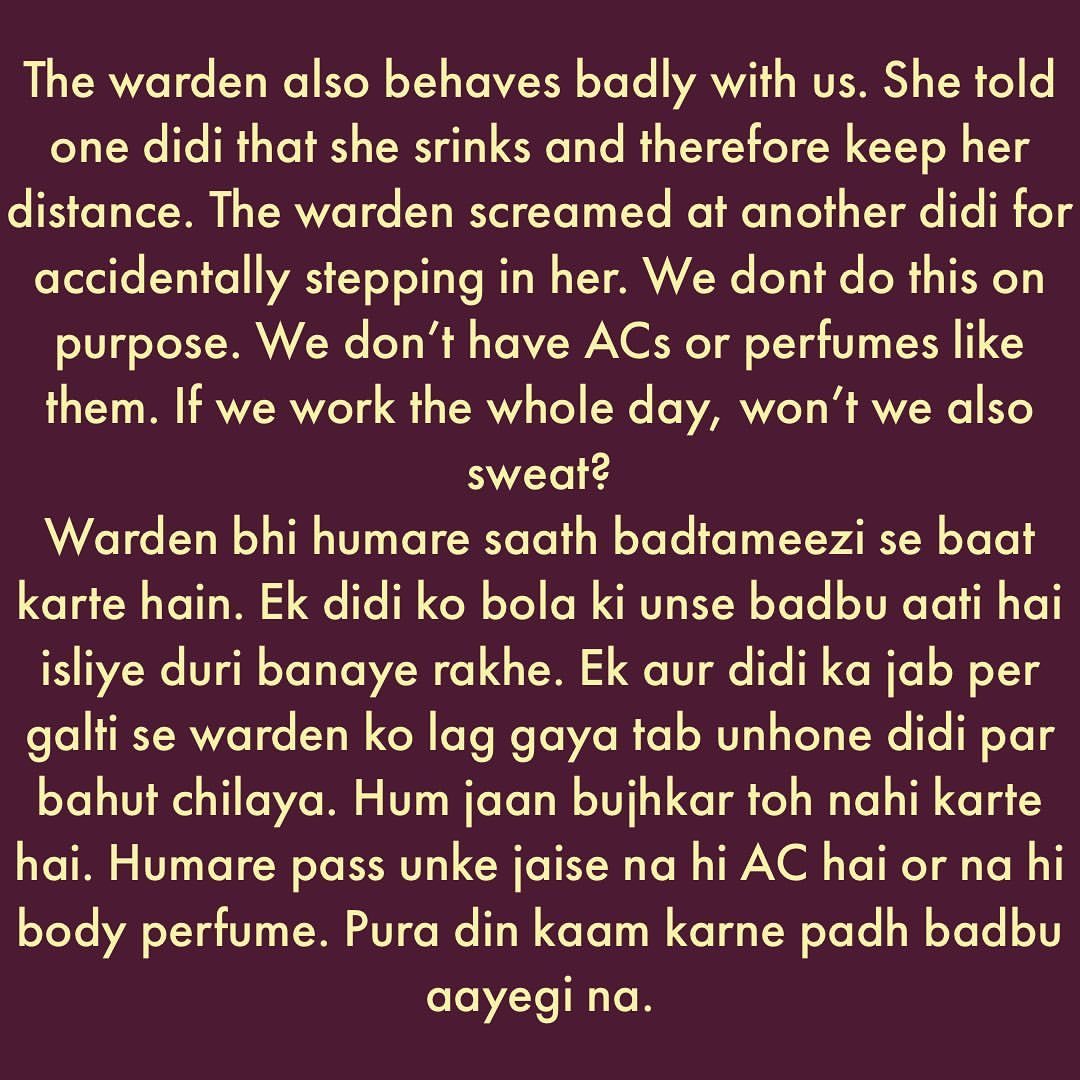 The warden also behaves badly with us. She told
one didi that she srinks and therefore keep her
distance. The warden screamed at another didi for
accidentally stepping in her. We dont do this on
purpose. We don’t have ACs or perfumes like
them. If we work the whole day, won’t we also
sweat?
Warden bhi humare saath badtameezi se baat
karte hain. Ek didi ko bola ki unse badbu aati hai
isliye duri banaye rakhe. Ek aur didi ka jab per
galti se warden ko lag gaya tab unhone didi par
bahut chilaya. Hum jaan bujhkar toh nahi karte
hai. Humare pass unke jaise na hi AC hai or na hi
body perfume. Pura din kaam karne padh badbu
aayegi na.